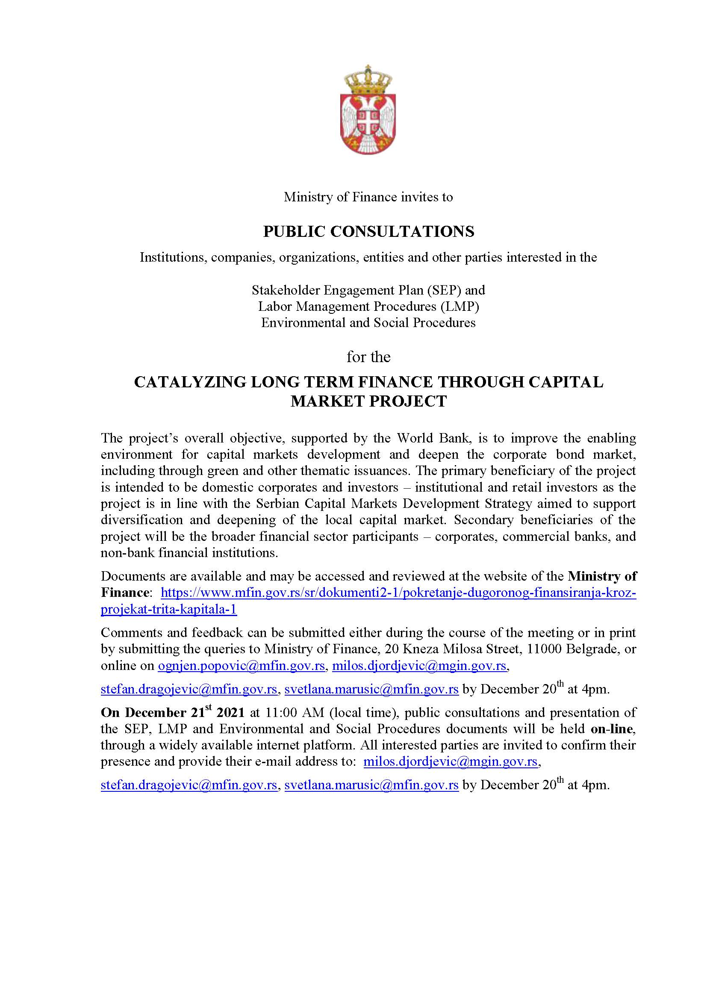 Ministry of Finance invites to
PUBLIC CONSULTATIONS
Institutions, companies, organizations, entities and other parties interested in the
Stakeholder Engagement Plan (SEP) and
Labor Management Procedures (LMP)
Environmental and Social Procedures
for the
CATALYZING LONG TERM FINANCE THROUGH CAPITAL
MARKET PROJECT
The project’s overall objective, supported by the World Bank, is to improve the enabling
environment for capital markets development and deepen the corporate bond market,
including through green and other thematic issuances. The primary beneficiary of the project
is intended to be domestic corporates and investors – institutional and retail investors as the
project is in line with the Serbian Capital Markets Development Strategy aimed to support
diversification and deepening of the local capital market. Secondary beneficiaries of the
project will be the broader financial sector participants – corporates, commercial banks, and
non-bank financial institutions.
Documents are available and may be accessed and reviewed at the website of the Ministry of
Finance: https://www.mfin.gov.rs/sr/dokumenti2-1/pokretanje-dugoronog-finansiranja-kroz-
projekat-trita-kapitala-1
Comments and feedback can be submitted either during the course of the meeting or in print
by submitting the queries to Ministry of Finance, 20 Kneza Milosa Street, 11000 Belgrade, or
online on ognjen.popovic@mfin.gov.rs, milos.djordjevic@mgin.gov.rs,
stefan.dragojevic@mfin.gov.rs, svetlana.marusic@mfin.gov.rs by December 20th at 4pm.
On December 21st 2021 at 11:00 AM (local time), public consultations and presentation of
the SEP, LMP and Environmental and Social Procedures documents will be held on-line,
through a widely available internet platform. All interested parties are invited to confirm their
presence and provide their e-mail address to: milos.djordjevic@mgin.gov.rs,
stefan.dragojevic@mfin.gov.rs, svetlana.marusic@mfin.gov.rs by December 20th at 4pm.